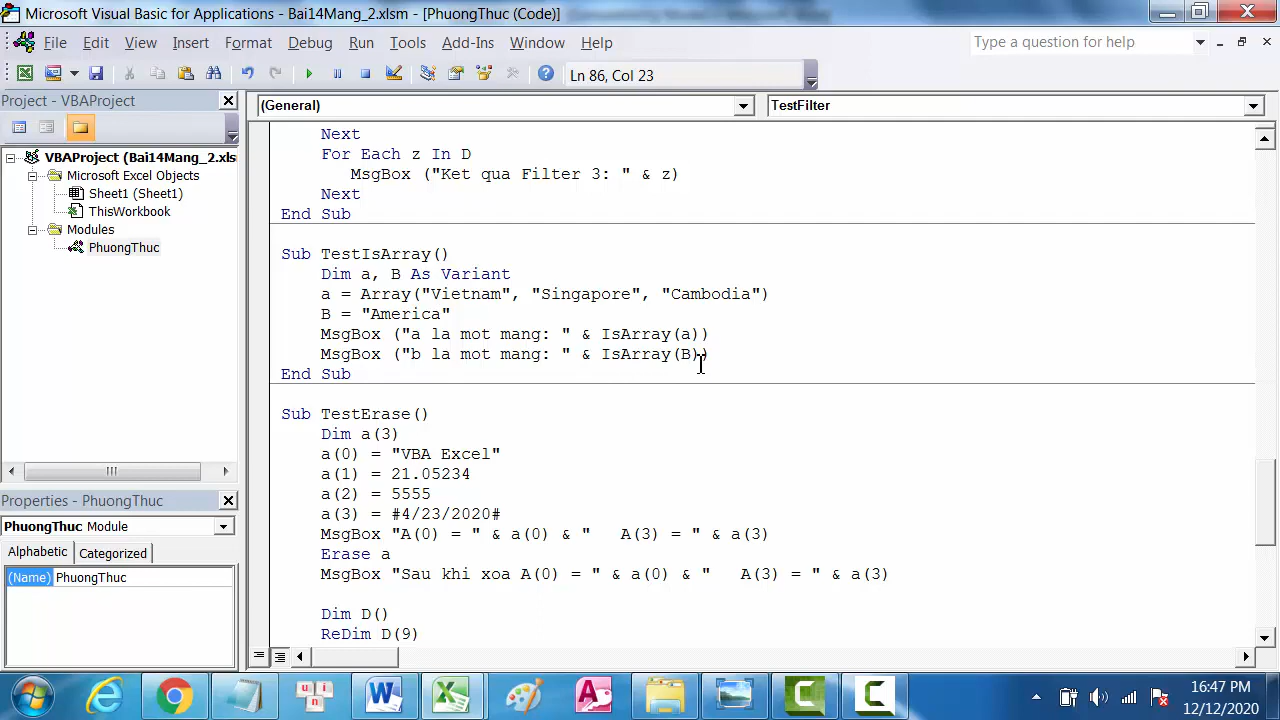 Microsoft Visual Basic for Applications - Bai14Mang_2.xlsm - [PhuongThuc (Code)]
File Edit View Insert Format Debug Run Tools Add-Ins Window Help
Type a question for help
Ln 86, Col 23
Project - VBAProject
(General)
TestFilter
VBAProject (Bai14Mang_2.xlsm
Microsoft Excel Objects
Sheet1 (Sheet1)
ThisWorkbook
Modules
PhuongThuc
Properties - PhuongThuc
PhuongThuc Module
Alphabetic Categorized
(Name) PhuongThuc
Next
For Each z In D
MsgBox ("Ket qua Filter 3: " & z)
Next
End Sub
Sub TestIsArray()
Dim a, B As Variant
a = Array("Vietnam", "Singapore", "Cambodia")
B = "America"
MsgBox ("a la mot mang: " & IsArray(a))
MsgBox ("b la mot mang: " & IsArray(B))
End Sub
Sub TestErase()
Dim a(3)
a(0) = "VBA Excel"
a(1) = 21.05234
a(2) = 5555
a(3) = #4/23/2020#
MsgBox "A(0) = " & a(0) & "   A(3) = " & a(3)
Erase a
MsgBox "Sau khi xoa A(0) = " & a(0) & "   A(3) = " & a(3)
Dim D()
ReDim D(9)
16:47 PM
12/12/2020